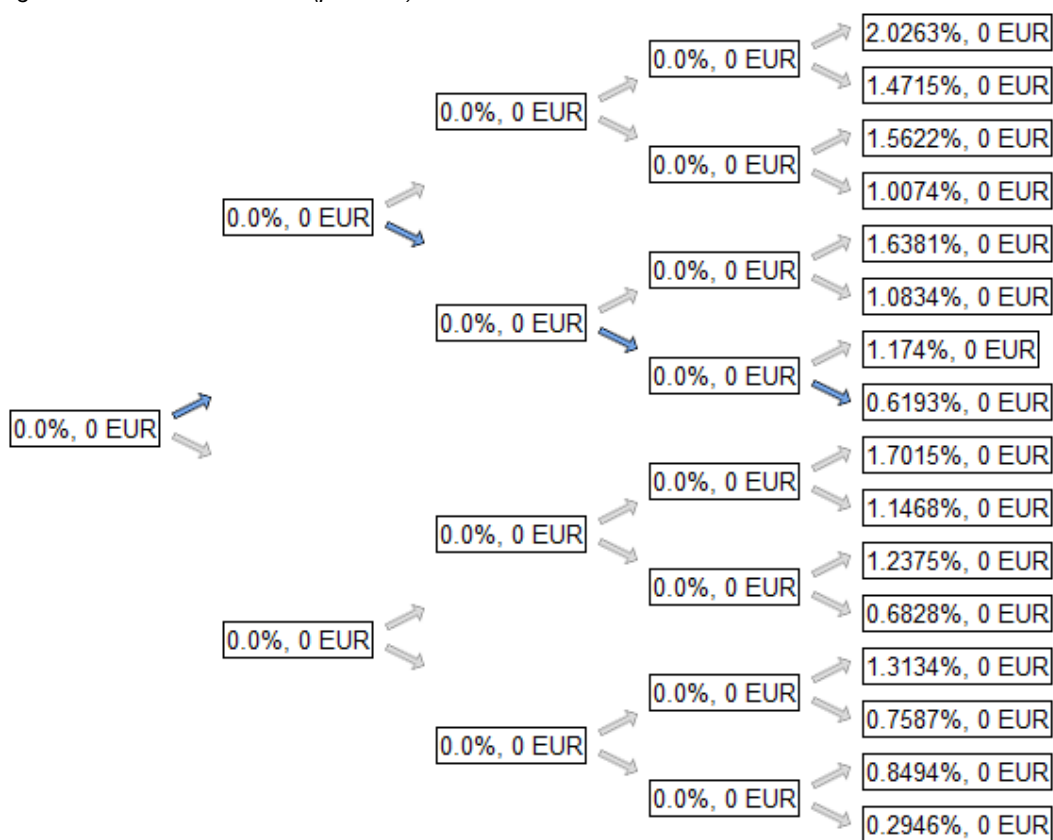 2.0263%, 0 EUR
0.0%, 0 EUR
1.4715%, 0 EUR
0.0%, 0 EUR
1.5622%, 0 EUR
0.0%, 0 EUR
1.0074%, 0 EUR
0.0%, 0 EUR
1.6381%, 0 EUR
0.0%, 0 EUR
1.0834%, 0 EUR
0.0%, 0 EUR
1.174%, 0 EUR
0.0%, 0 EUR
0.6193%, 0 EUR
0.0%, 0 EUR
1.7015%, 0 EUR
0.0%, 0 EUR
1.1468%, 0 EUR
0.0%, 0 EUR
1.2375%, 0 EUR
0.0%, 0 EUR
0.6828%, 0 EUR
0.0%, 0 EUR
1.3134%, 0 EUR
0.0%, 0 EUR
0.7587%, 0 EUR
0.0%, 0 EUR
0.8494%, 0 EUR
0.0%, 0 EUR
0.2946%, 0 EUR